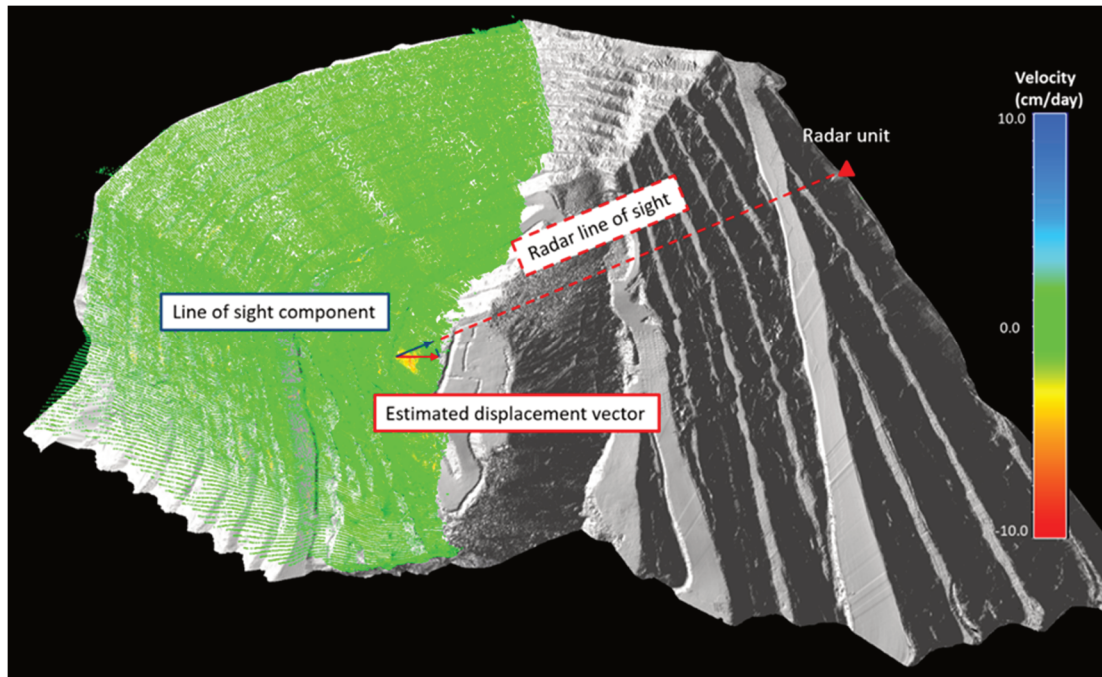 Velocity
(cm/day)
10.0
Radar unit
Radar line of sight
Line of sight component
0.0
Estimated displacement vector
-10.0